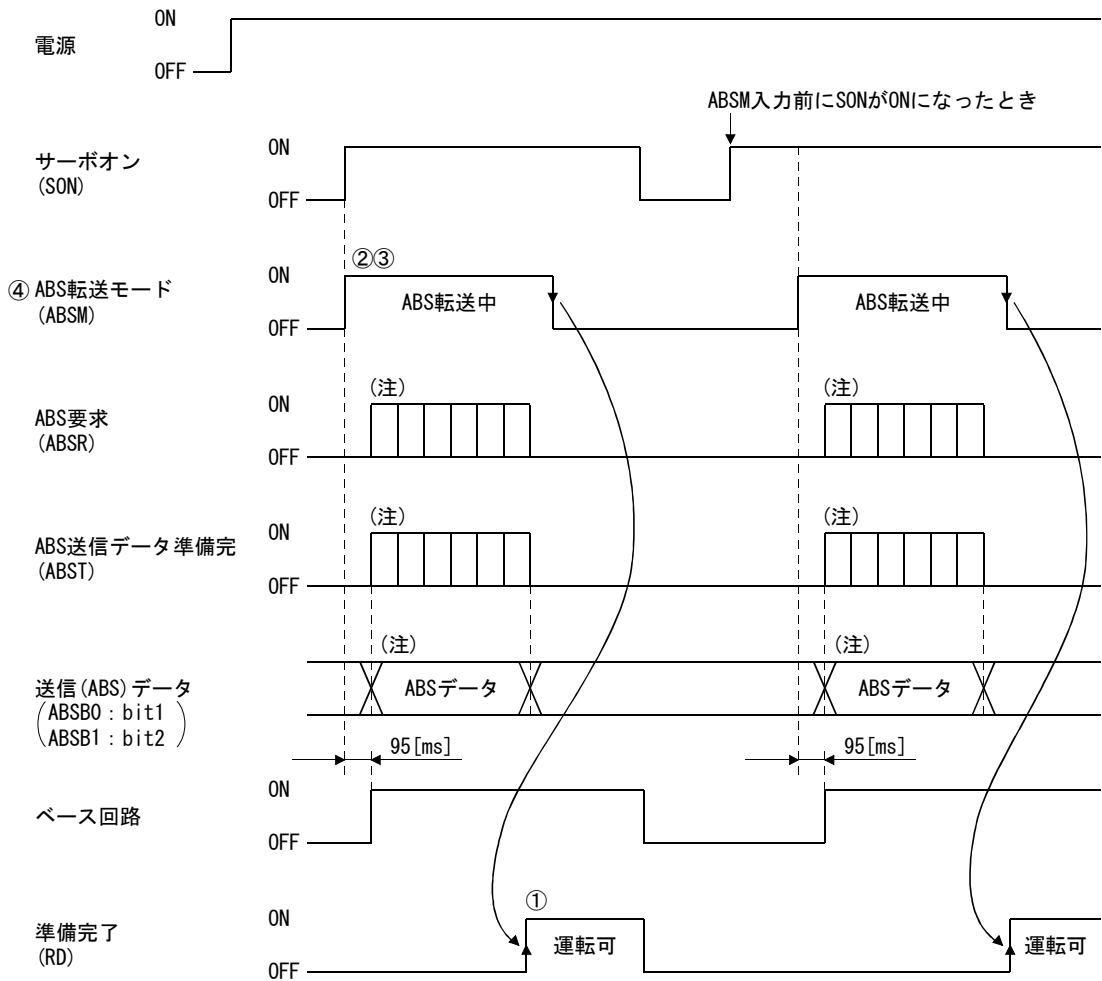 電源
ON
OFF
ABSM入力前にSONがONになったとき
サーボオン
(SON)
ON
OFF
④ ABS転送モード
(ABSM)
ON
OFF
②③
ABS転送中
ABS転送中
ABS要求
(ABSR)
ON
OFF
(注)
(注)
ABS送信データ準備完
(ABST)
ON
OFF
(注)
(注)
送信(ABS)データ
(ABSB0：bit1
ABSB1：bit2)
(注)
ABSデータ
(注)
ABSデータ
95[ms]
95[ms]
ベース回路
ON
OFF
準備完了
(RD)
ON
OFF
①
運転可
運転可